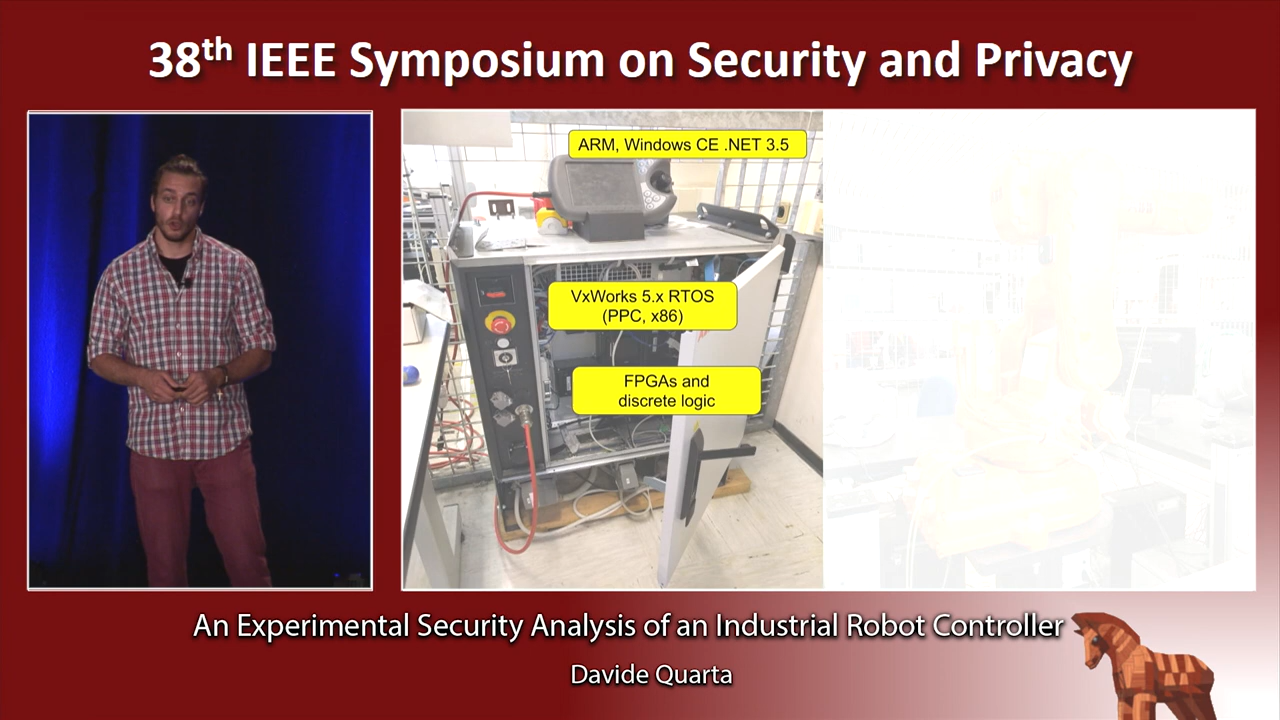 38th IEEE Symposium on Security and Privacy
ARM, Windows CE .NET 3.5
VxWorks 5.x RTOS
(PPC, x86)
FPGAs and
discrete logic
An Experimental Security Analysis of an Industrial Robot Controller
Davide Quarta